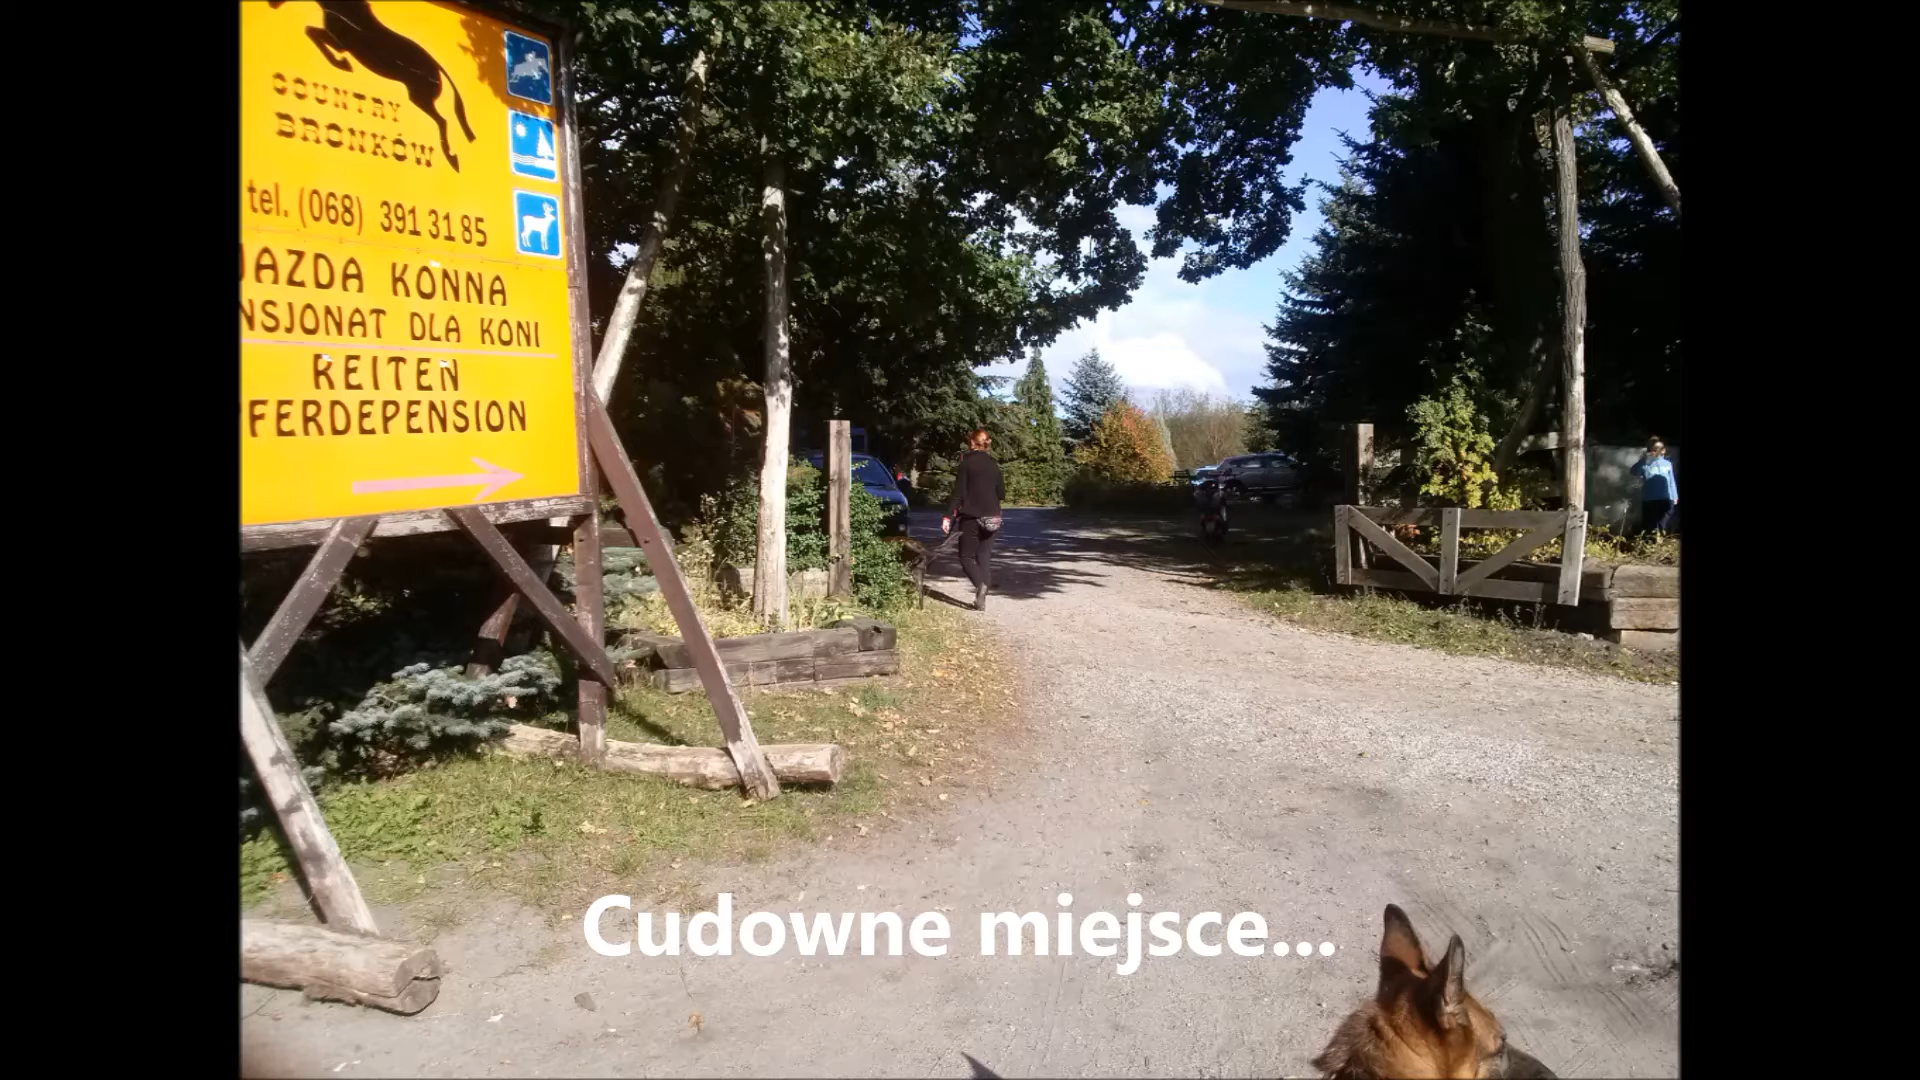 COUNTRY
BRONKÓW
tel. (068) 391 31 85
JAZDA KONNA
NSJONAT DLA KONI
REITEN
FERDEPENSION
Cudowne miejsce...